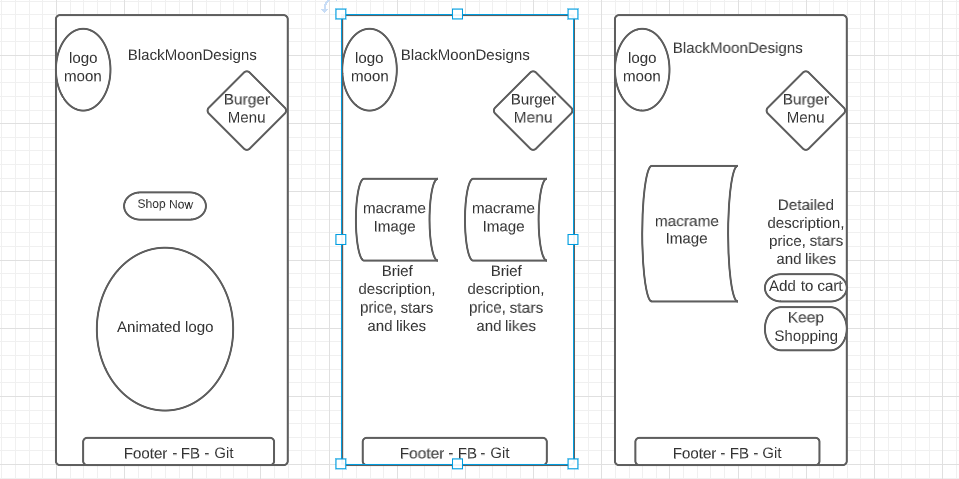 logo
moon
BlackMoonDesigns
Burger
Menu
Shop Now
Animated logo
Footer - FB - Git
logo
moon
BlackMoonDesigns
Burger
Menu
macrame
Image
macrame
Image
Brief
description,
price, stars
and likes
Brief
description,
price, stars
and likes
Footer - FB - Git
logo
moon
BlackMoonDesigns
Burger
Menu
macrame
Image
Detailed
description,
price, stars
and likes
Add to cart
Keep
Shopping
Footer - FB - Git